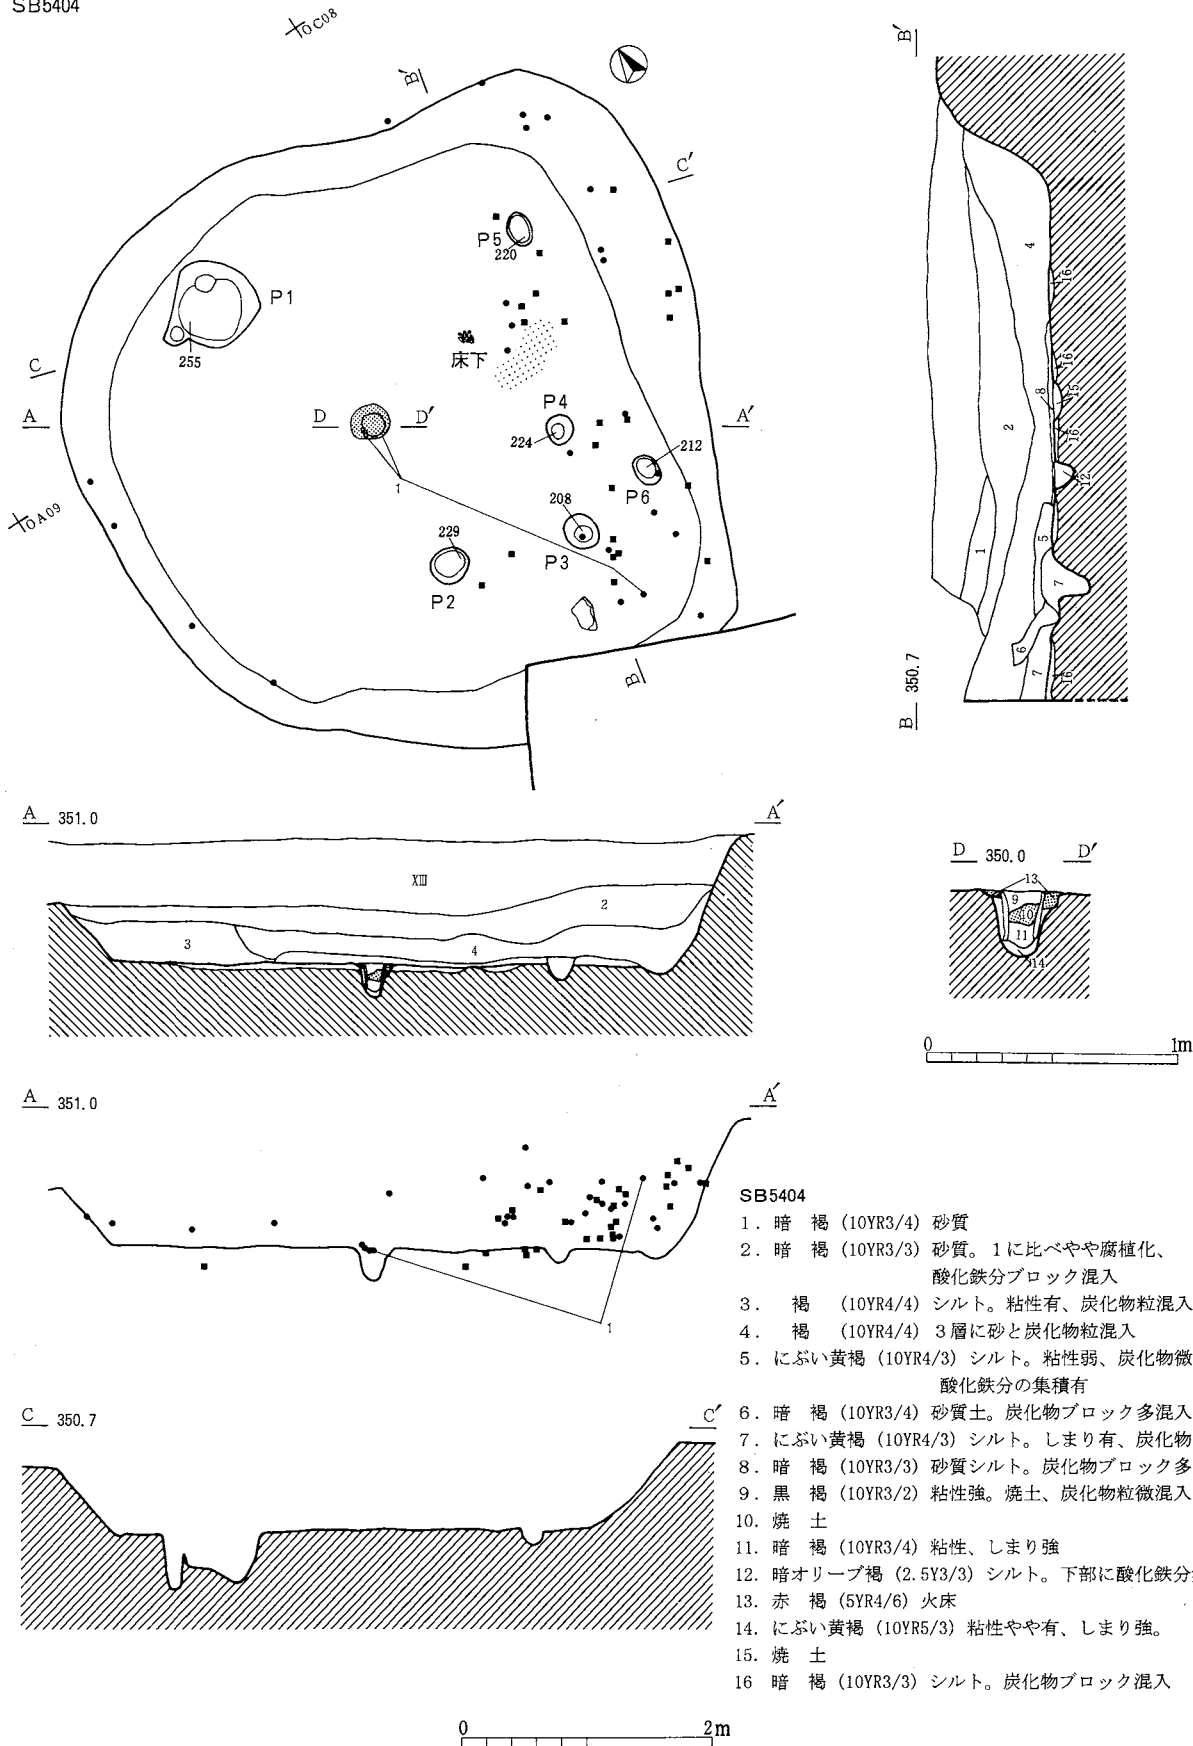 SB5404
OC08
B′
B′
C′
P5
220
P1
255
床下
C
A
D
D′
P4
224
A′
212
P6
1
OA09
208
P3
229
P2
B
4
16
16
15
8
2
16
12
1
5
7
6
7
16
B 350.7
A 351.0
A′
XIII
2
3
4
D 350.0 D′
13
9
10
11
14
0 1m
A 351.0
A′
1
C 350.7
C′
SB5404
1. 暗 褐 (10YR3/4) 砂質
2. 暗 褐 (10YR3/3) 砂質。1に比べやや腐植化、
酸化鉄分ブロック混入
3. 褐 (10YR4/4) シルト。粘性有、炭化物粒混入
4. 褐 (10YR4/4) 3層に砂と炭化物粒混入
5. にぶい黄褐 (10YR4/3) シルト。粘性弱、炭化物微
酸化鉄分の集積有
6. 暗 褐 (10YR3/4) 砂質土。炭化物ブロック多混入
7. にぶい黄褐 (10YR4/3) シルト。しまり有、炭化物
8. 暗 褐 (10YR3/3) 砂質シルト。炭化物ブロック多
9. 黒 褐 (10YR3/2) 粘性強。焼土、炭化物粒微混入
10. 焼 土
11. 暗 褐 (10YR3/4) 粘性、しまり強
12. 暗オリーブ褐 (2.5Y3/3) シルト。下部に酸化鉄分
13. 赤 褐 (5YR4/6) 火床
14. にぶい黄褐 (10YR5/3) 粘性やや有、しまり強。
15. 焼 土
16 暗 褐 (10YR3/3) シルト。炭化物ブロック混入
0 2m